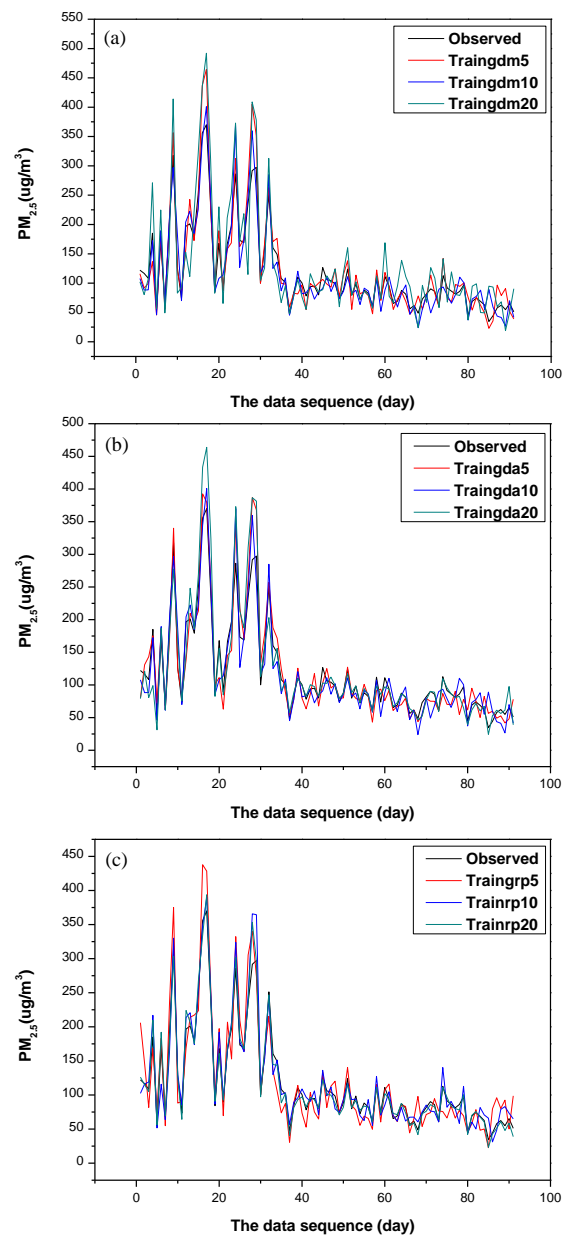 (a)
Observed
Traingdm5
Traingdm10
Traingdm20
PM2.5(ug/m3)
550
500
450
400
350
300
250
200
150
100
50
0
0 20 40 60 80 100
The data sequence (day)
(b)
Observed
Traingda5
Traingda10
Traingda20
PM2.5(ug/m3)
500
450
400
350
300
250
200
150
100
50
0
0 20 40 60 80 100
The data sequence (day)
(c)
Observed
Traingrp5
Trainrp10
Trainrp20
PM2.5(ug/m3)
450
400
350
300
250
200
150
100
50
0
0 20 40 60 80 100
The data sequence (day)